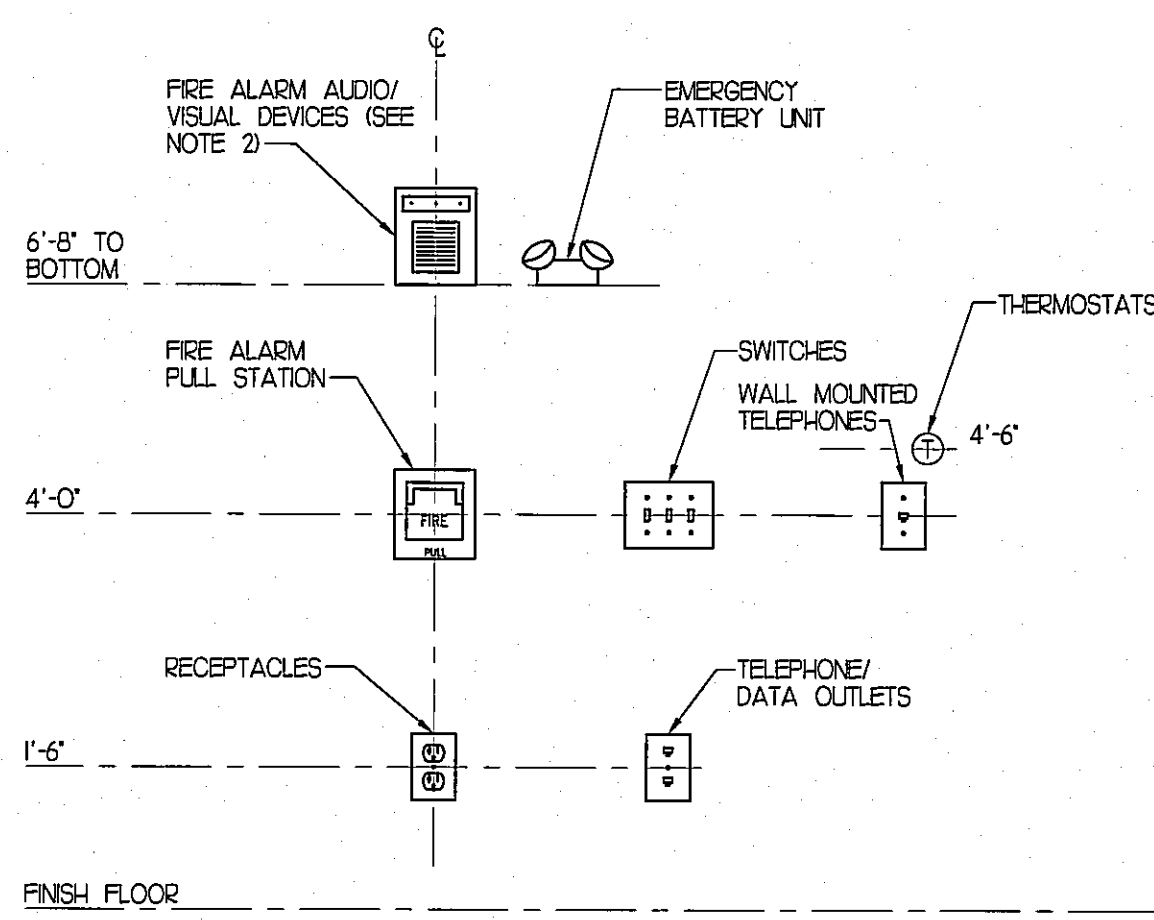 ℄
FIRE ALARM AUDIO/
VISUAL DEVICES (SEE
NOTE 2)
EMERGENCY
BATTERY UNIT
6'-8" TO
BOTTOM
THERMOSTATS
FIRE ALARM
PULL STATION
SWITCHES
WALL MOUNTED
TELEPHONES
T
4'-6"
4'-0"
FIRE
PULL
RECEPTACLES
TELEPHONE/
DATA OUTLETS
1'-6"
FINISH FLOOR